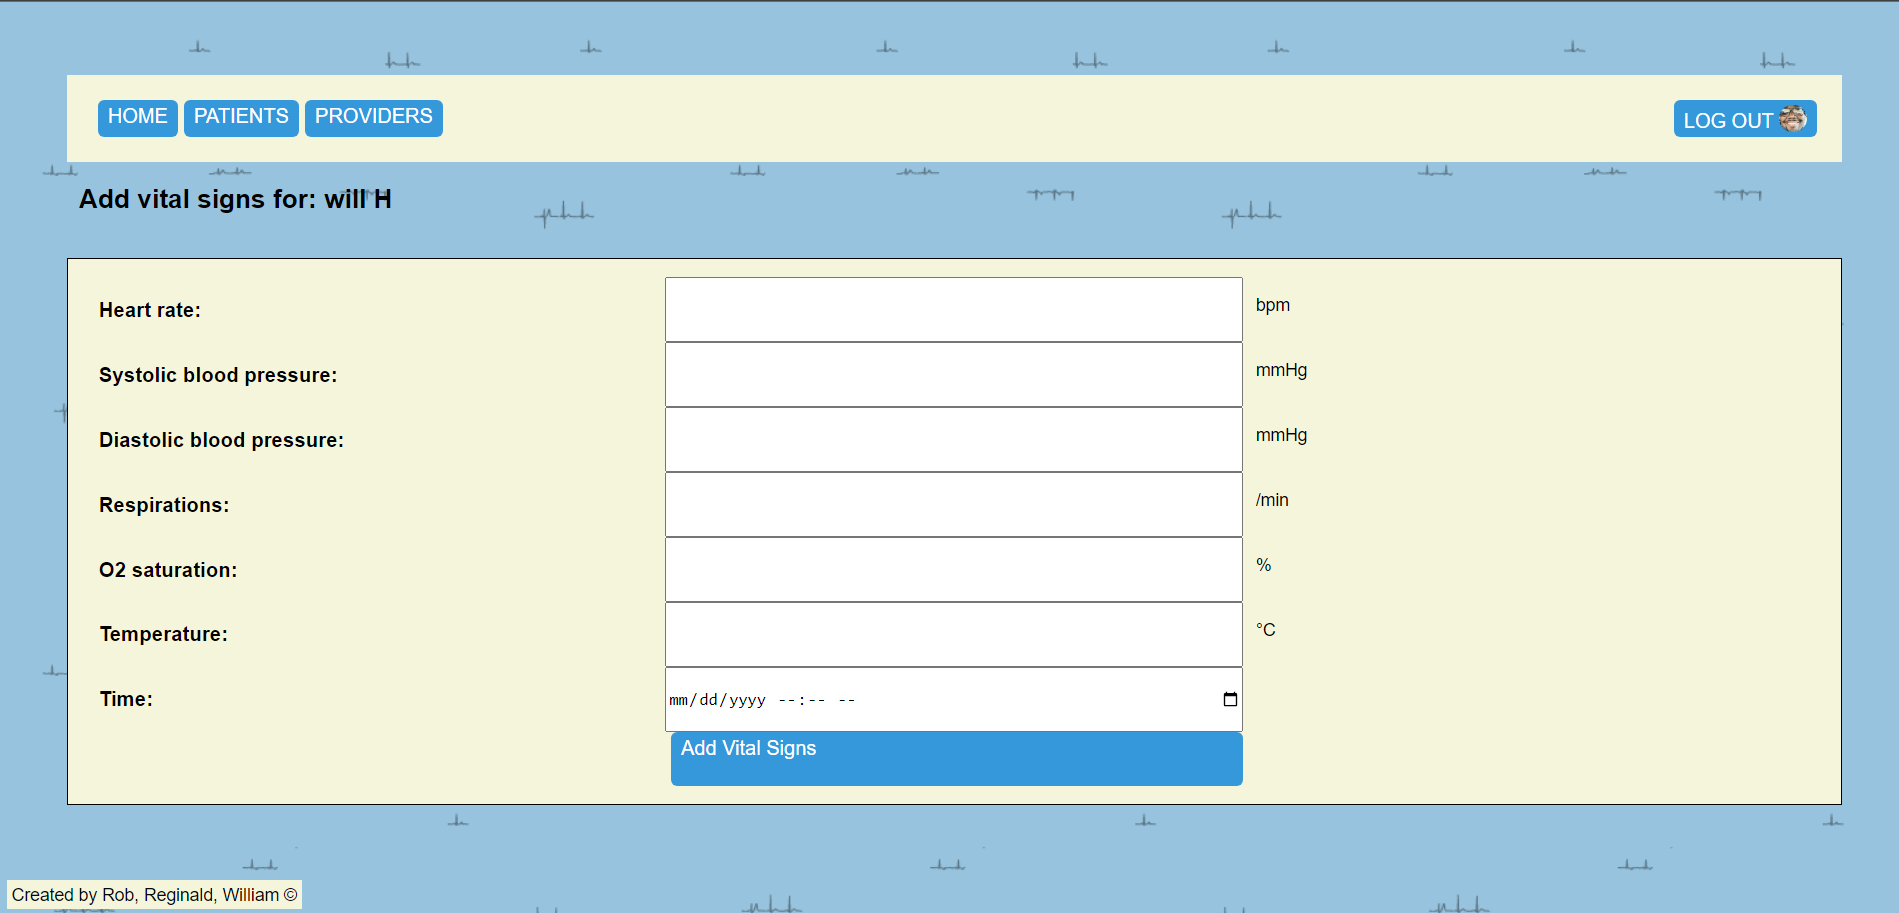 HOME PATIENTS PROVIDERS LOG OUT
Add vital signs for: will H
Heart rate: bpm
Systolic blood pressure: mmHg
Diastolic blood pressure: mmHg
Respirations: /min
O2 saturation: %
Temperature: °C
Time: mm/dd/yyyy --:-- --
Add Vital Signs
Created by Rob, Reginald, William ©